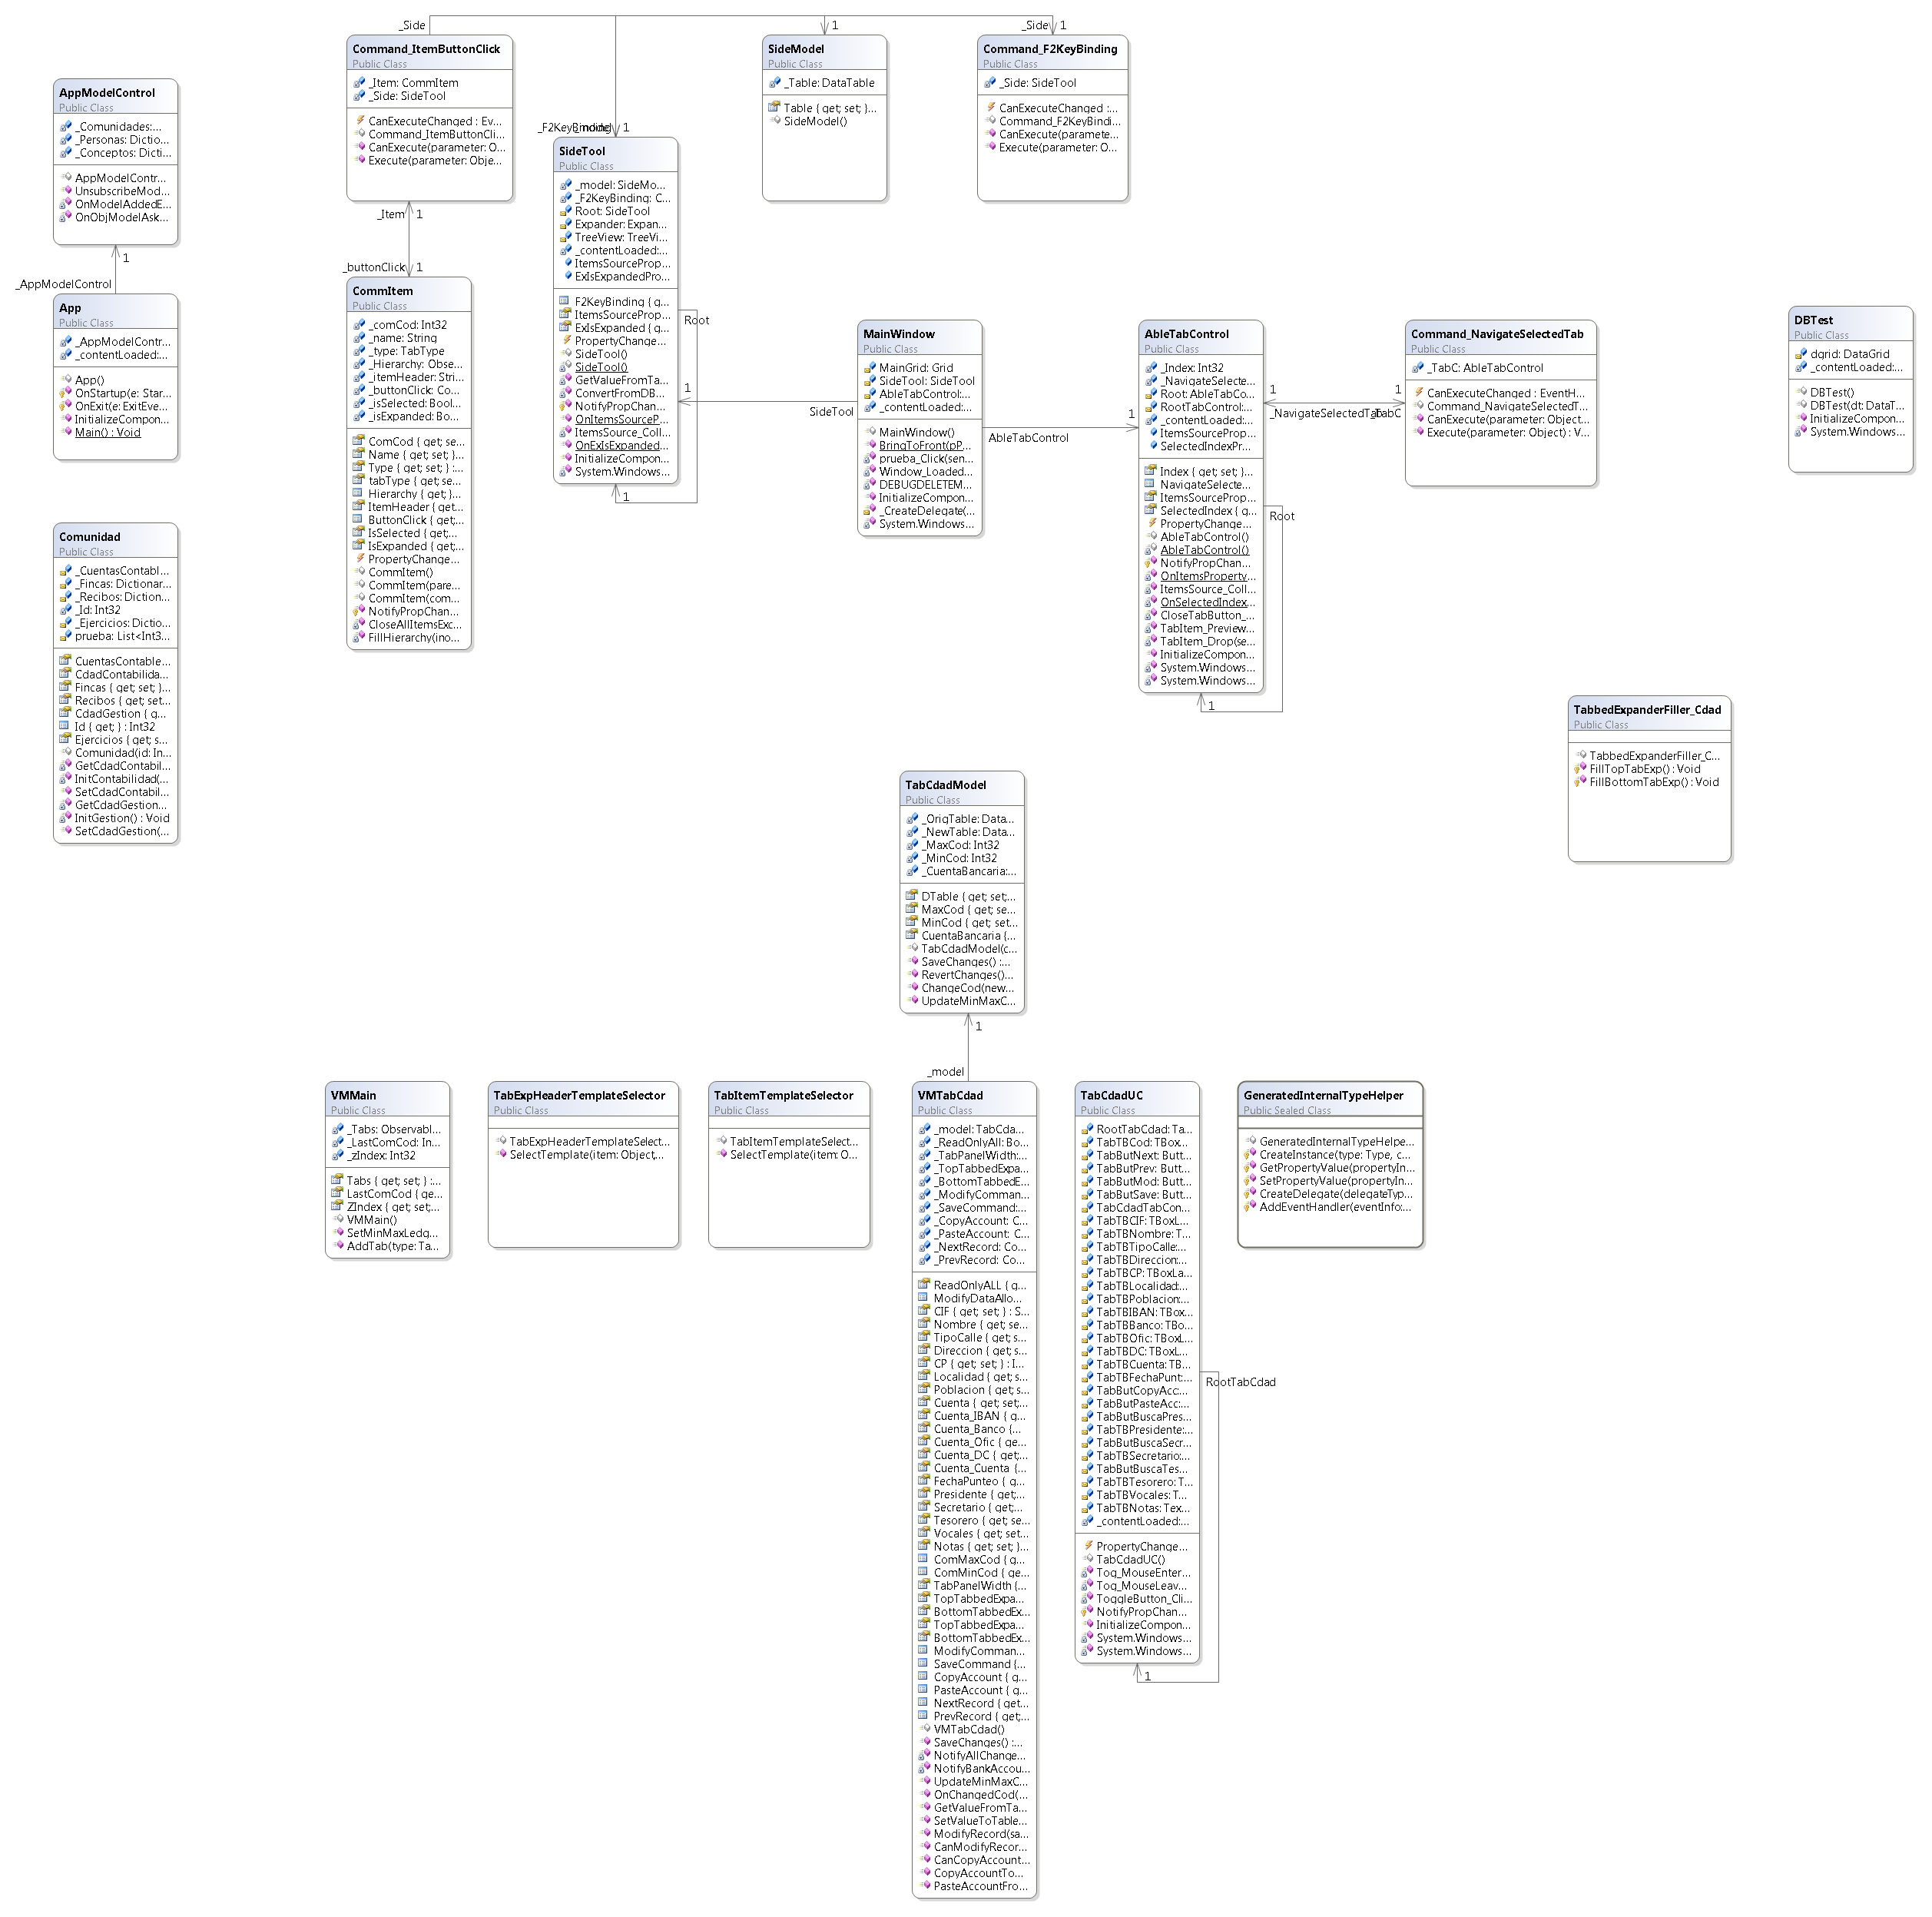 _Side
1
_Side
1
Command_ItemButtonClick
Public Class
_Item: CommItem
_Side: SideTool
CanExecuteChanged : Ev...
Command_ItemButtonCli...
CanExecute(parameter: O...
Execute(parameter: Obje...
SideModel
Public Class
_Table: DataTable
Table { get; set; }...
SideModel()
Command_F2KeyBinding
Public Class
_Side: SideTool
CanExecuteChanged :...
Command_F2KeyBindi...
CanExecute(paramete...
Execute(parameter: O...
AppModelControl
Public Class
_Comunidades:...
_Personas: Dictio...
_Conceptos: Dicti...
AppModelContr...
UnsubscribeMod...
OnModelAddedE...
OnObjModelAsk...
1
_AppModelControl
App
Public Class
_AppModelContr...
_contentLoaded:...
App()
OnStartup(e: Star...
OnExit(e: ExitEve...
InitializeCompon...
Main() : Void
_Item
1
_buttonClick
1
CommItem
Public Class
_comCod: Int32
_name: String
_type: TabType
_Hierarchy: Obse...
_itemHeader: Stri...
_buttonClick: Co...
_isSelected: Bool...
_isExpanded: Bo...
ComCod { get; se...
Name { get; set; }...
Type { get; set; } :...
tabType { get; se...
Hierarchy { get; }...
ItemHeader { get...
ButtonClick { get;...
IsSelected { get;...
IsExpanded { get;...
PropertyChange...
CommItem()
CommItem(pare...
CommItem(com...
NotifyPropChan...
CloseAllItemsExc...
FillHierarchy(ino...
_F2KeyBinding
_model
1
SideTool
Public Class
_model: SideMo...
_F2KeyBinding: C...
Root: SideTool
Expander: Expan...
TreeView: TreeVi...
_contentLoaded:...
ItemsSourceProp...
ExIsExpandedPro...
F2KeyBinding { g...
ItemsSourceProp...
ExIsExpanded { g...
PropertyChange...
SideTool()
SideTool()
GetValueFromTa...
ConvertFromDB...
NotifyPropChan...
OnItemsSourceP...
ItemsSource_Coll...
OnExIsExpanded...
InitializeCompon...
System.Windows...
Root
1
1
SideTool
MainWindow
Public Class
MainGrid: Grid
SideTool: SideTool
AbleTabControl:...
_contentLoaded:...
MainWindow()
BringToFront(pP...
prueba_Click(sen...
Window_Loaded...
DEBUGDELETEM...
InitializeCompon...
_CreateDelegate(...
System.Windows...
AbleTabControl
1
AbleTabControl
Public Class
_Index: Int32
_NavigateSelecte...
Root: AbleTabCo...
RootTabControl:...
_contentLoaded:...
ItemsSourceProp...
SelectedIndexPr...
Index { get; set; }...
NavigateSelecte...
ItemsSourceProp...
SelectedIndex { g...
PropertyChange...
AbleTabControl()
AbleTabControl()
NotifyPropChan...
OnItemsProperty...
ItemsSource_Coll...
OnSelectedIndex...
CloseTabButton_...
TabItem_Preview...
TabItem_Drop(se...
InitializeCompon...
System.Windows...
System.Windows...
Root
1
1
_NavigateSelectedTab
1
_TabC
Command_NavigateSelectedTab
Public Class
_TabC: AbleTabControl
CanExecuteChanged : EventH...
Command_NavigateSelectedT...
CanExecute(parameter: Object...
Execute(parameter: Object) : V...
DBTest
Public Class
dgrid: DataGrid
_contentLoaded:...
DBTest()
DBTest(dt: DataT...
InitializeCompon...
System.Windows...
Comunidad
Public Class
_CuentasContabl...
_Fincas: Dictionar...
_Recibos: Diction...
_Id: Int32
_Ejercicios: Dictio...
prueba: List<Int3...
CuentasContable...
CdadContabilida...
Fincas { get; set; }...
Recibos { get; set...
CdadGestion { g...
Id { get; } : Int32
Ejercicios { get; s...
Comunidad(id: In...
GetCdadContabil...
InitContabilidad(...
SetCdadContabil...
GetCdadGestion...
InitGestion() : Void
SetCdadGestion(...
TabbedExpanderFiller_Cdad
Public Class
TabbedExpanderFiller_C...
FillTopTabExp() : Void
FillBottomTabExp() : Void
TabCdadModel
Public Class
_OrigTable: Data...
_NewTable: Data...
_MaxCod: Int32
_MinCod: Int32
_CuentaBancaria:...
DTable { get; set;...
MaxCod { get; se...
MinCod { get; set...
CuentaBancaria {...
TabCdadModel(c...
SaveChanges() :...
RevertChanges()...
ChangeCod(new...
UpdateMinMaxC...
1
_model
VMMain
Public Class
_Tabs: Observabl...
_LastComCod: In...
_zIndex: Int32
Tabs { get; set; } :...
LastComCod { ge...
ZIndex { get; set;...
VMMain()
SetMinMaxLedg...
AddTab(type: Ta...
TabExpHeaderTemplateSelector
Public Class
TabExpHeaderTemplateSelect...
SelectTemplate(item: Object,...
TabItemTemplateSelector
Public Class
TabItemTemplateSelect...
SelectTemplate(item: O...
VMTabCdad
Public Class
_model: TabCda...
_ReadOnlyAll: Bo...
_TabPanelWidth:...
_TopTabbedExpa...
_BottomTabbedE...
_ModifyComman...
_SaveCommand:...
_CopyAccount: C...
_PasteAccount: C...
_NextRecord: Co...
_PrevRecord: Co...
ReadOnlyALL { g...
ModifyDataAllo...
CIF { get; set; } : S...
Nombre { get; se...
TipoCalle { get; s...
Direccion { get; s...
CP { get; set; } : I...
Localidad { get; s...
Poblacion { get; s...
Cuenta { get; set;...
Cuenta_IBAN { g...
Cuenta_Banco {...
Cuenta_Ofic { ge...
Cuenta_DC { get;...
Cuenta_Cuenta {...
FechaPunteo { g...
Presidente { get;...
Secretario { get;...
Tesorero { get; se...
Vocales { get; set...
Notas { get; set; }...
ComMaxCod { g...
ComMinCod { ge...
TabPanelWidth {...
TopTabbedExpa...
BottomTabbedEx...
TopTabbedExpa...
BottomTabbedEx...
ModifyComman...
SaveCommand {...
CopyAccount { g...
PasteAccount { g...
NextRecord { get...
PrevRecord { get;...
VMTabCdad()
SaveChanges() :...
NotifyAllChange...
NotifyBankAccou...
UpdateMinMaxC...
OnChangedCod(...
GetValueFromTa...
SetValueToTable...
ModifyRecord(sa...
CanModifyRecor...
CanCopyAccount...
CopyAccountTo...
PasteAccountFro...
TabCdadUC
Public Class
RootTabCdad: Ta...
TabTBCod: TBox...
TabButNext: Butt...
TabButPrev: Butt...
TabButMod: Butt...
TabButSave: Butt...
TabCdadTabCon...
TabTBCIF: TBoxL...
TabTBNombre: T...
TabTBTipoCalle:...
TabTBDireccion:...
TabTBCP: TBoxLa...
TabTBLocalidad:...
TabTBPoblacion:...
TabTBIBAN: TBox...
TabTBBanco: TBo...
TabTBOfic: TBoxL...
TabTBDC: TBoxL...
TabTBCuenta: TB...
TabTBFechaPunt:...
TabButCopyAcc:...
TabButPasteAcc:...
TabButBuscaPres...
TabTBPresidente:...
TabButBuscaSecr...
TabTBSecretario:...
TabButBuscaTes...
TabTBTesorero: T...
TabTBVocales: T...
TabTBNotas: Tex...
_contentLoaded:...
PropertyChange...
TabCdadUC()
Tog_MouseEnter...
Tog_MouseLeav...
ToggleButton_Cli...
NotifyPropChan...
InitializeCompon...
System.Windows...
System.Windows...
RootTabCdad
1
GeneratedInternalTypeHelper
Public Sealed Class
GeneratedInternalTypeHelpe...
CreateInstance(type: Type, c...
GetPropertyValue(propertyIn...
SetPropertyValue(propertyIn...
CreateDelegate(delegateTyp...
AddEventHandler(eventInfo:...